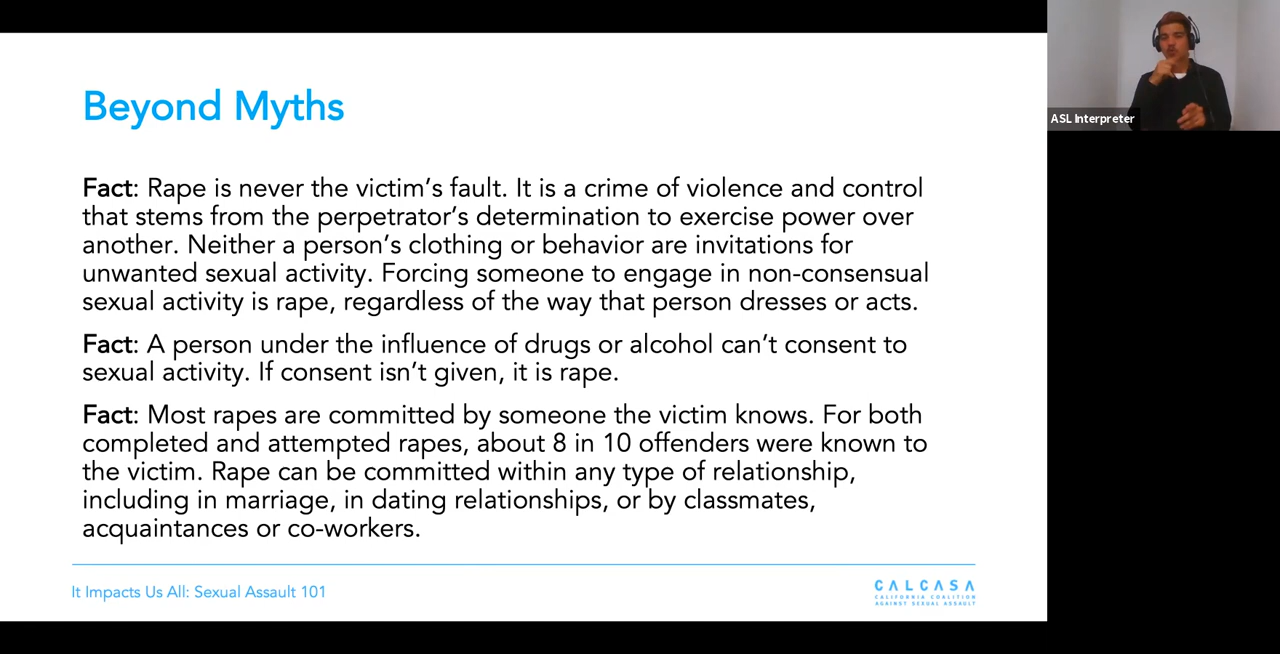 Beyond Myths
Fact: Rape is never the victim’s fault. It is a crime of violence and control
that stems from the perpetrator’s determination to exercise power over
another. Neither a person’s clothing or behavior are invitations for
unwanted sexual activity. Forcing someone to engage in non-consensual
sexual activity is rape, regardless of the way that person dresses or acts.
Fact: A person under the influence of drugs or alcohol can’t consent to
sexual activity. If consent isn’t given, it is rape.
Fact: Most rapes are committed by someone the victim knows. For both
completed and attempted rapes, about 8 in 10 offenders were known to
the victim. Rape can be committed within any type of relationship,
including in marriage, in dating relationships, or by classmates,
acquaintances or co-workers.
It Impacts Us All: Sexual Assault 101
CALCASA
CALIFORNIA COALITION
AGAINST SEXUAL ASSAULT
ASL Interpreter